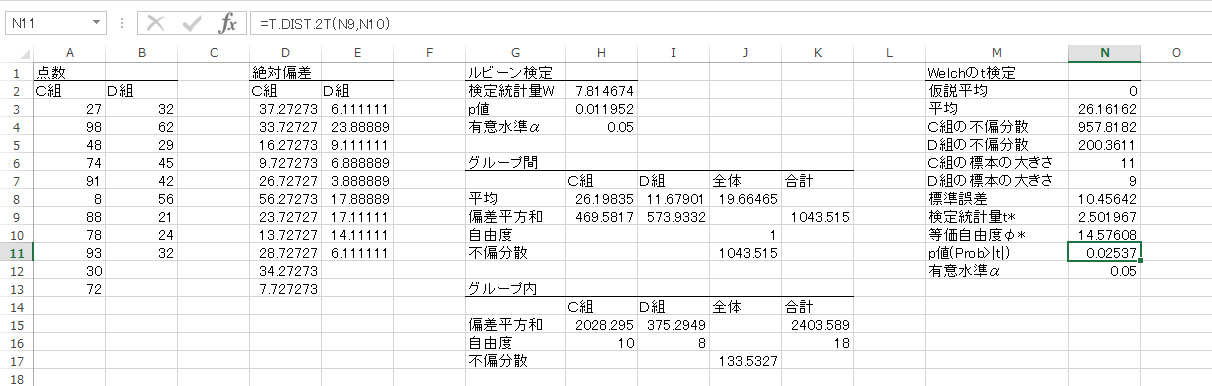 N11 fx =T.DIST.2T(N9,N10)
A B C D E F G H I J K L M N O
1 点数 絶対偏差 ルビーン検定 Welchのt検定
2 C組 D組 C組 D組 検定統計量W 7.814674 仮説平均 0
3 27 32 37.27273 6.111111 p値 0.011952 平均 26.16162
4 98 62 33.72727 23.88889 有意水準α 0.05 C組の不偏分散 957.8182
5 48 29 16.27273 9.111111 D組の不偏分散 200.3611
6 74 45 9.727273 6.888889 グループ間 C組の標本の大きさ 11
7 91 42 26.72727 3.888889 C組 D組 全体 合計 D組の標本の大きさ 9
8 8 56 56.27273 17.88889 平均 26.19835 11.67901 19.66465 標準誤差 10.45642
9 88 21 23.72727 17.11111 偏差平方和 469.5817 573.9332 1043.515 検定統計量t* 2.501967
10 78 24 13.72727 14.11111 自由度 1 等価自由度φ* 14.57608
11 93 32 28.72727 6.111111 不偏分散 1043.515 p値(Prob>|t|) 0.02537
12 30 34.27273 有意水準α 0.05
13 72 7.727273 グループ内
14 C組 D組 全体 合計
15 偏差平方和 2028.295 375.2949 2403.589
16 自由度 10 8 18
17 不偏分散 133.5327
18